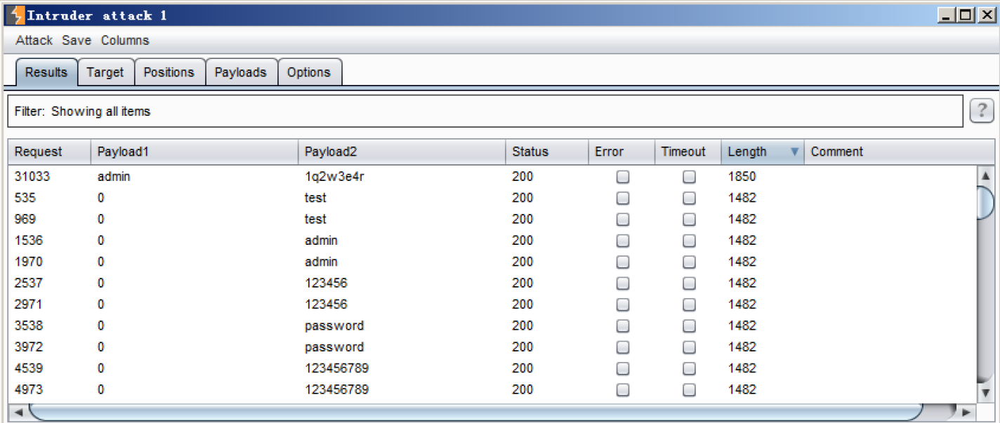 Intruder attack 1
Attack Save Columns
Results Target Positions Payloads Options
Filter: Showing all items ?
Request Payload1 Payload2 Status Error Timeout Length Comment
31033 admin 1q2w3e4r 200 1850
535 0 test 200 1482
969 0 test 200 1482
1536 0 admin 200 1482
1970 0 admin 200 1482
2537 0 123456 200 1482
2971 0 123456 200 1482
3538 0 password 200 1482
3972 0 password 200 1482
4539 0 123456789 200 1482
4973 0 123456789 200 1482